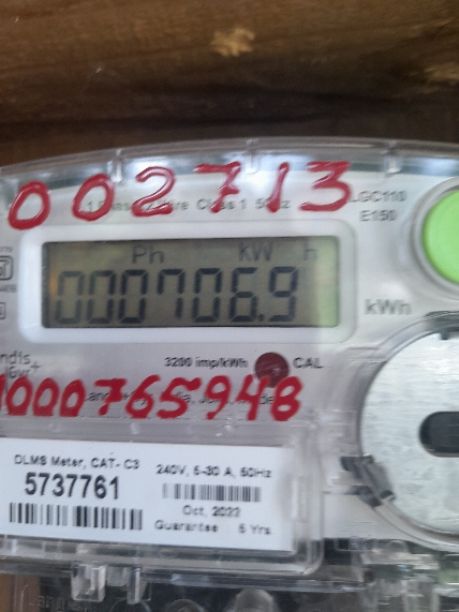 002713
LGC110
E150
Ph kW h
000706.9
kWh
3200 imp/kWh CAL
1000765948
DLMS Meter, CAT- C3
5737761
240V, 5-30 A, 50Hz
Oct, 2022
Guarantee 5 Yrs